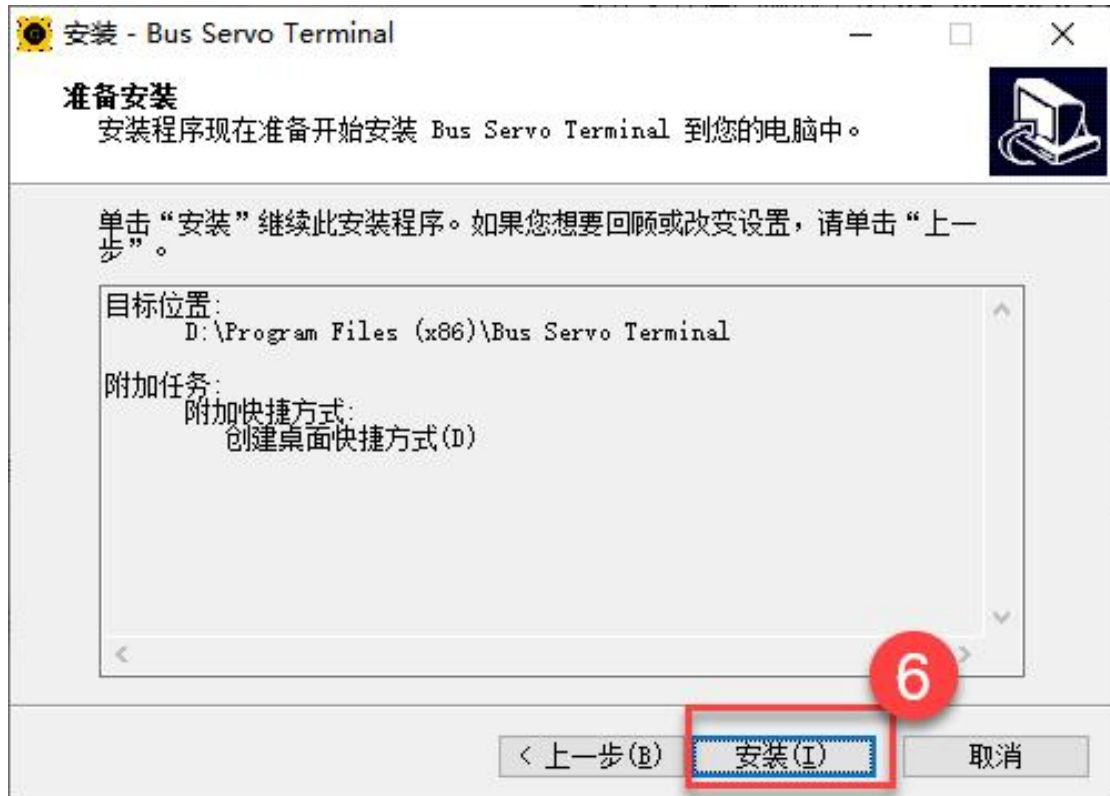 安装 - Bus Servo Terminal
准备安装
安装程序现在准备开始安装 Bus Servo Terminal 到您的电脑中。
单击“安装”继续此安装程序。如果您想要回顾或改变设置，请单击“上一
步”。
目标位置:
D:\Program Files (x86)\Bus Servo Terminal
附加任务:
附加快捷方式:
创建桌面快捷方式(D)
6
< 上一步(B) 安装(I) 取消